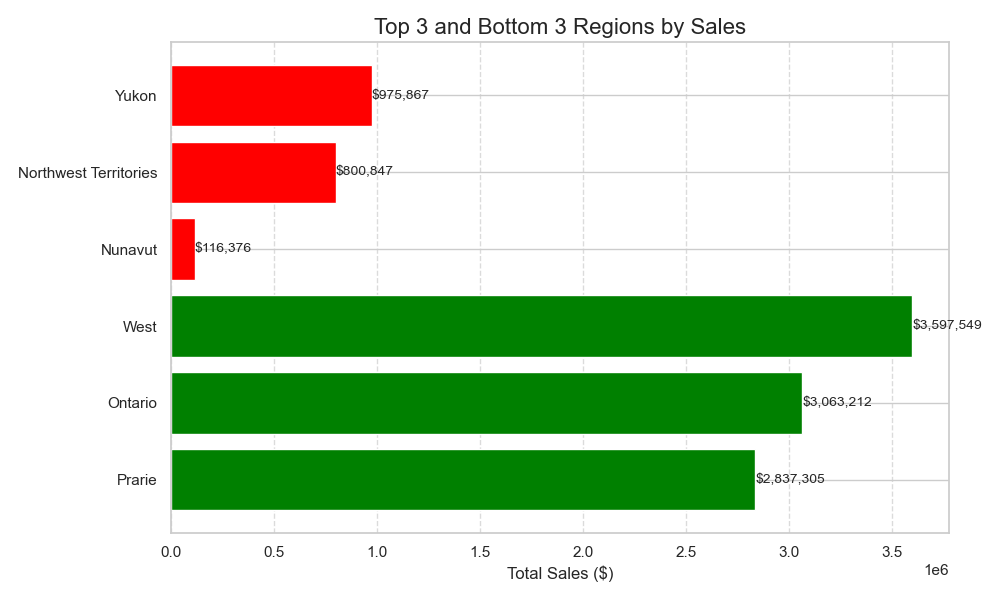 Top 3 and Bottom 3 Regions by Sales
Yukon
$975,867
Northwest Territories
$800,847
Nunavut
$116,376
West
$3,597,549
Ontario
$3,063,212
Prarie
$2,837,305
0.0 0.5 1.0 1.5 2.0 2.5 3.0 3.5
1e6
Total Sales ($)